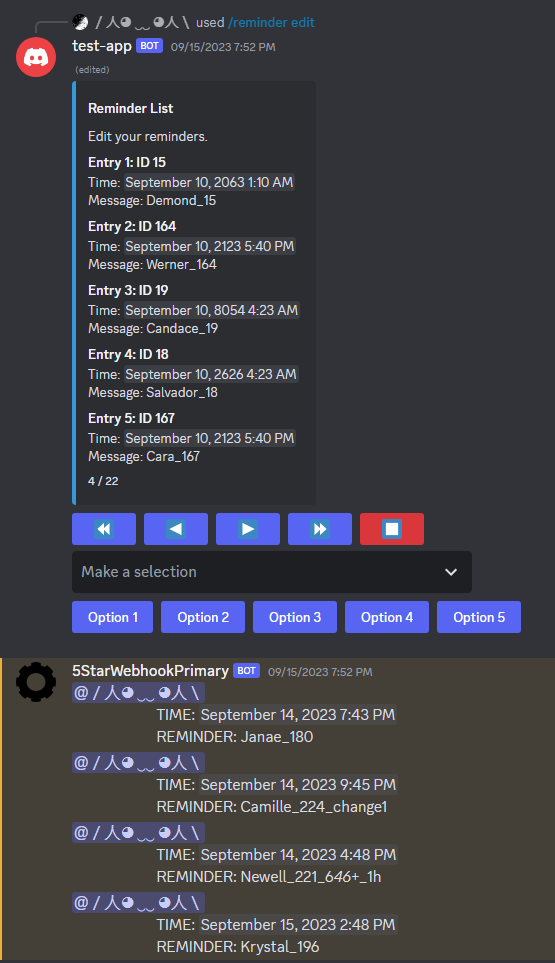 /人◕ ‿‿ ◕人\ used /reminder edit
test-app BOT 09/15/2023 7:52 PM
(edited)
Reminder List
Edit your reminders.
Entry 1: ID 15
Time: September 10, 2063 1:10 AM
Message: Demond_15
Entry 2: ID 164
Time: September 10, 2123 5:40 PM
Message: Werner_164
Entry 3: ID 19
Time: September 10, 8054 4:23 AM
Message: Candace_19
Entry 4: ID 18
Time: September 10, 2626 4:23 AM
Message: Salvador_18
Entry 5: ID 167
Time: September 10, 2123 5:40 PM
Message: Cara_167
4 / 22
Make a selection
Option 1 Option 2 Option 3 Option 4 Option 5
5StarWebhookPrimary BOT 09/15/2023 7:52 PM
@/人◕ ‿‿ ◕人\
TIME: September 14, 2023 7:43 PM
REMINDER: Janae_180
@/人◕ ‿‿ ◕人\
TIME: September 14, 2023 9:45 PM
REMINDER: Camille_224_change1
@/人◕ ‿‿ ◕人\
TIME: September 14, 2023 4:48 PM
REMINDER: Newell_221_646+_1h
@/人◕ ‿‿ ◕人\
TIME: September 15, 2023 2:48 PM
REMINDER: Krystal_196